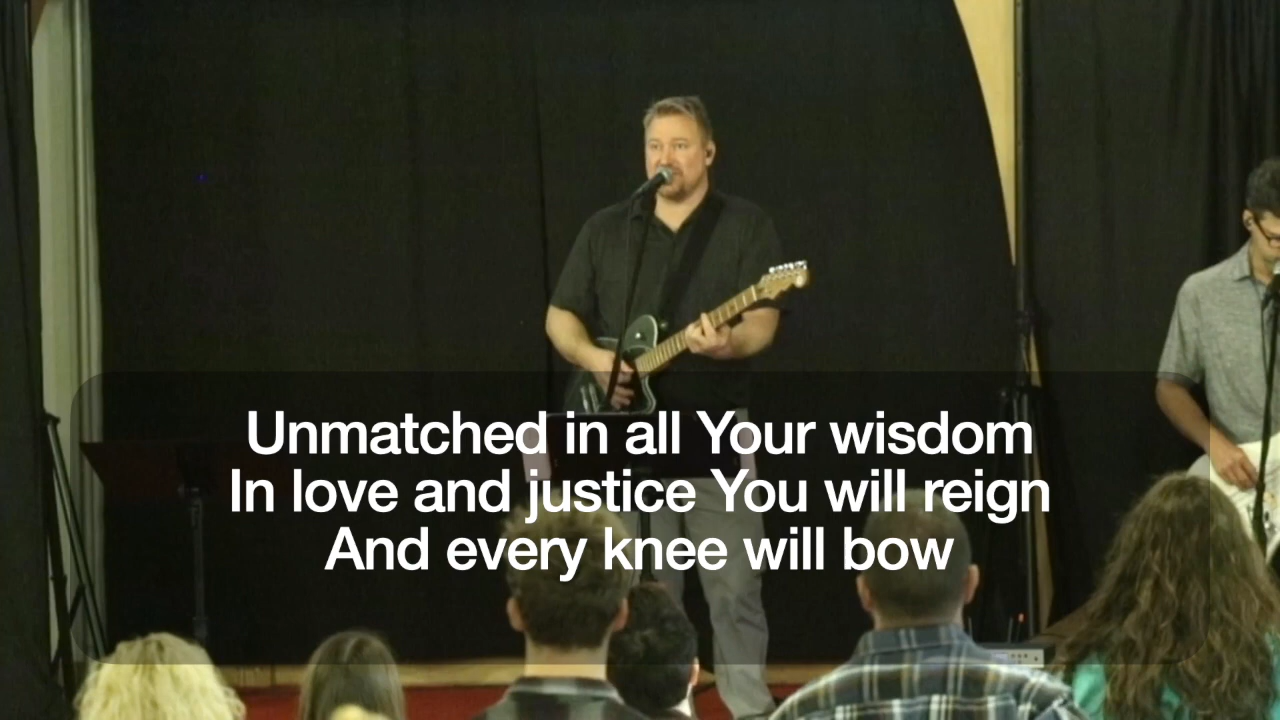 Unmatched in all Your wisdom
In love and justice You will reign
And every knee will bow